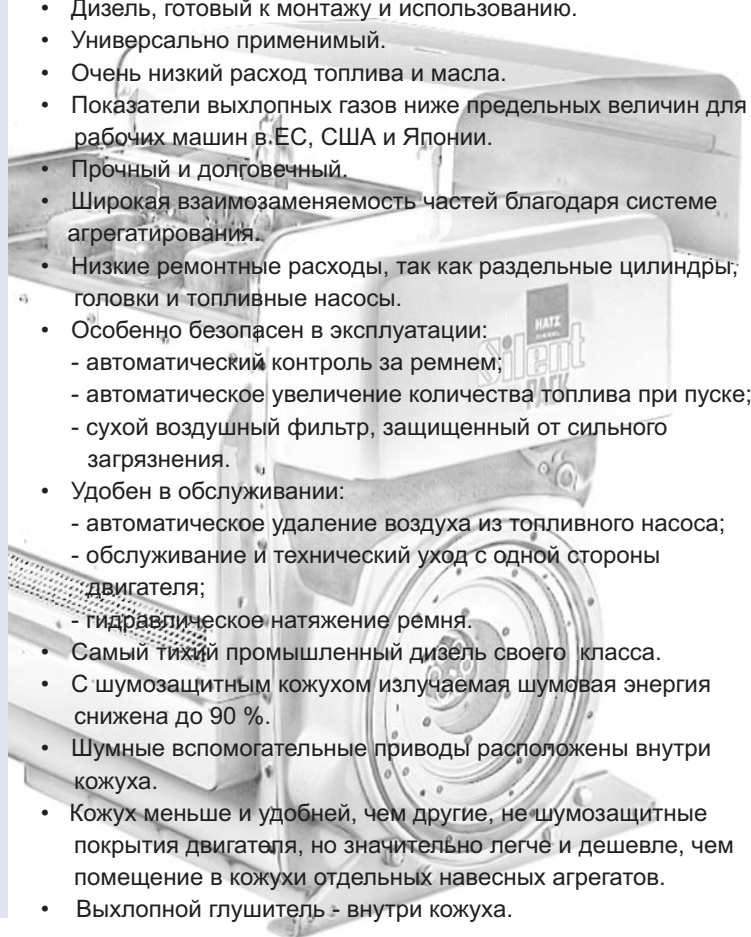 • Дизель, готовый к монтажу и использованию.
• Универсально применимый.
• Очень низкий расход топлива и масла.
• Показатели выхлопных газов ниже предельных величин для
рабочих машин в ЕС, США и Японии.
• Прочный и долговечный.
• Широкая взаимозаменяемость частей благодаря системе
агрегатирования.
• Низкие ремонтные расходы, так как раздельные цилиндры,
головки и топливные насосы.
• Особенно безопасен в эксплуатации:
- автоматический контроль за ремнем;
- автоматическое увеличение количества топлива при пуске;
- сухой воздушный фильтр, защищенный от сильного
загрязнения.
• Удобен в обслуживании:
- автоматическое удаление воздуха из топливного насоса;
- обслуживание и технический уход с одной стороны
двигателя;
- гидравлическое натяжение ремня.
• Самый тихий промышленный дизель своего класса.
• С шумозащитным кожухом излучаемая шумовая энергия
снижена до 90 %.
• Шумные вспомогательные приводы расположены внутри
кожуха.
• Кожух меньше и удобней, чем другие, не шумозащитные
покрытия двигателя, но значительно легче и дешевле, чем
помещение в кожухи отдельных навесных агрегатов.
• Выхлопной глушитель - внутри кожуха.
HATZ
DIESEL
Silent
PACK